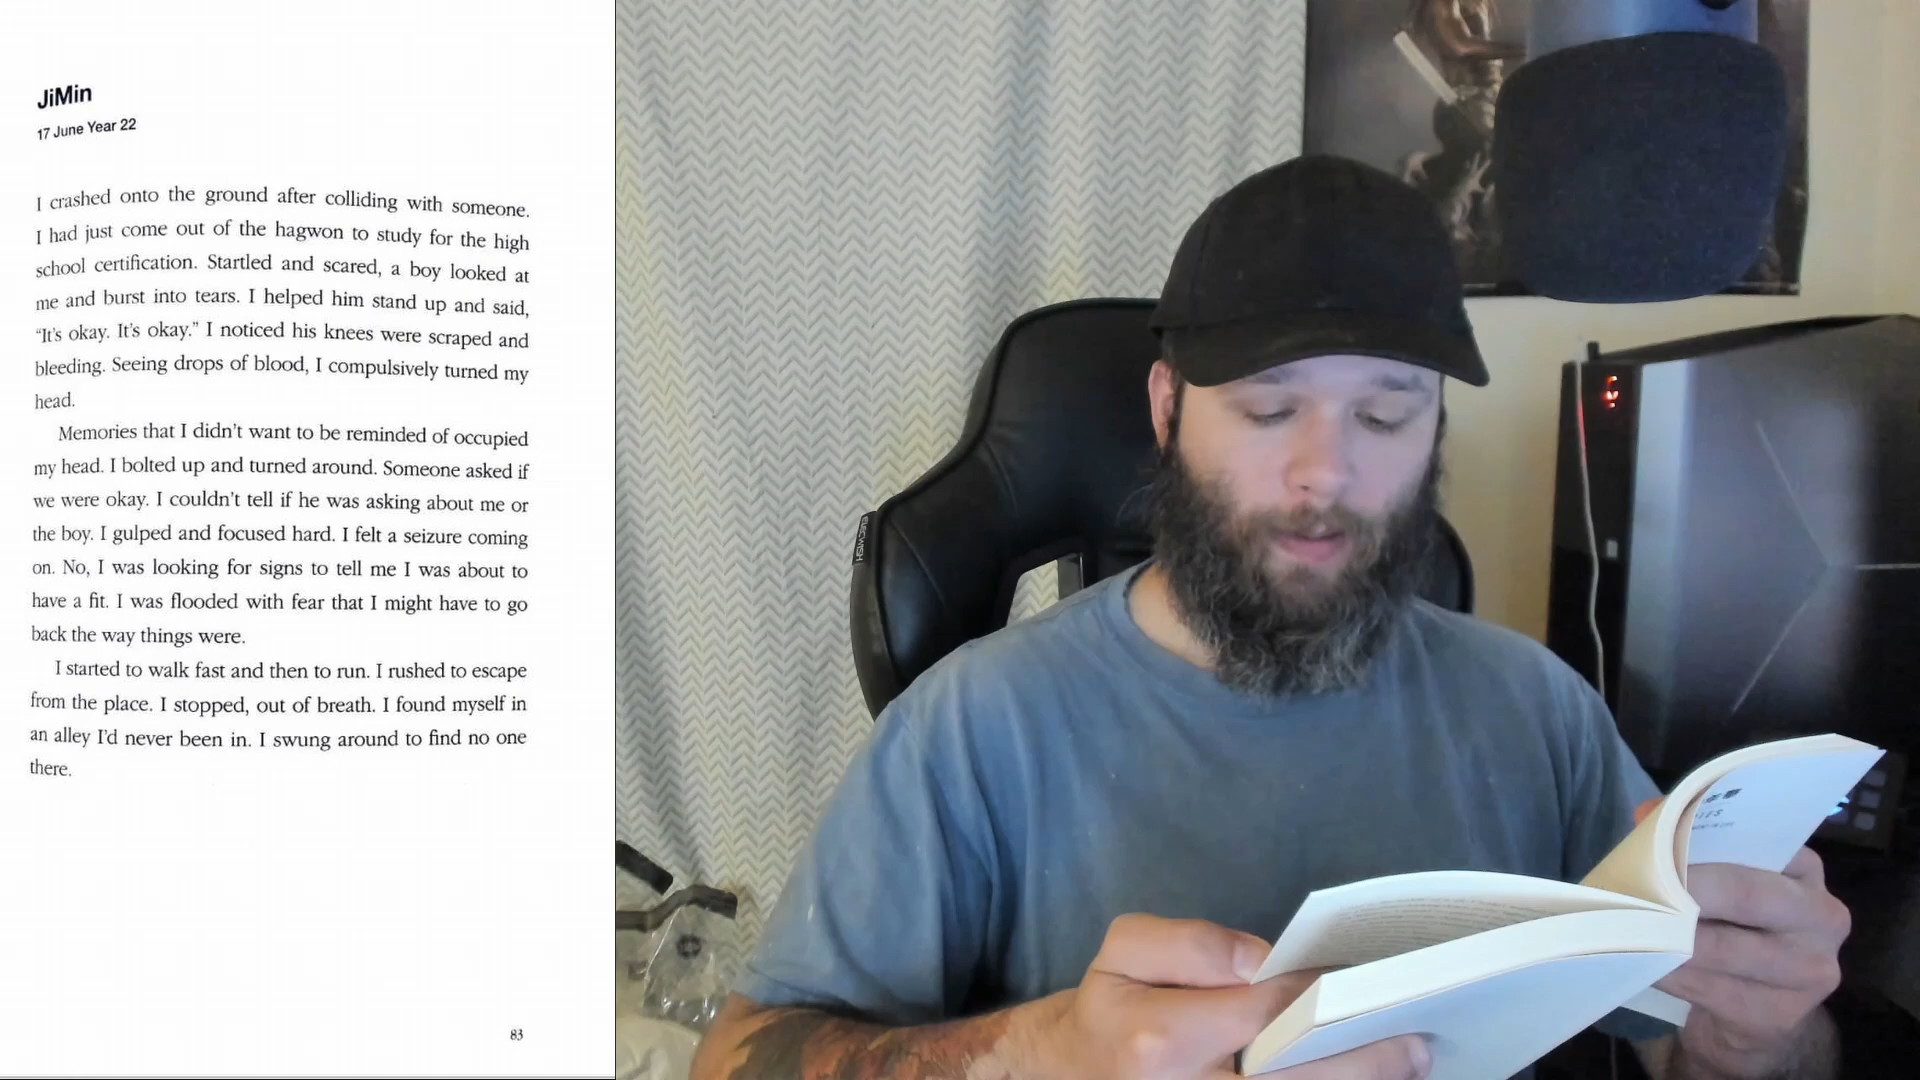 JiMin
17 June Year 22
I crashed onto the ground after colliding with someone.
I had just come out of the hagwon to study for the high
school certification. Startled and scared, a boy looked at
me and burst into tears. I helped him stand up and said,
“It’s okay. It’s okay.” I noticed his knees were scraped and
bleeding. Seeing drops of blood, I compulsively turned my
head.
Memories that I didn’t want to be reminded of occupied
my head. I bolted up and turned around. Someone asked if
we were okay. I couldn’t tell if he was asking about me or
the boy. I gulped and focused hard. I felt a seizure coming
on. No, I was looking for signs to tell me I was about to
have a fit. I was flooded with fear that I might have to go
back the way things were.
I started to walk fast and then to run. I rushed to escape
from the place. I stopped, out of breath. I found myself in
an alley I’d never been in. I swung around to find no one
there.
83
ELECWISH